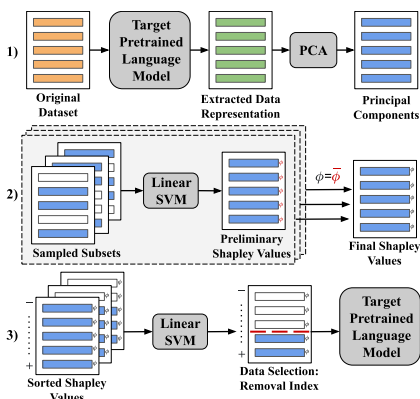 1)
Original
Dataset
Target
Pretrained
Language
Model
Extracted Data
Representation
PCA
Principal
Components
2)
Sampled Subsets
Linear
SVM
Preliminary
Shapley Values
ϕ=ϕ̅
Final Shapley
Values
3)
−
+
Sorted Shapley
Values
Linear
SVM
−
+
Data Selection:
Removal Index
Target
Pretrained
Language
Model